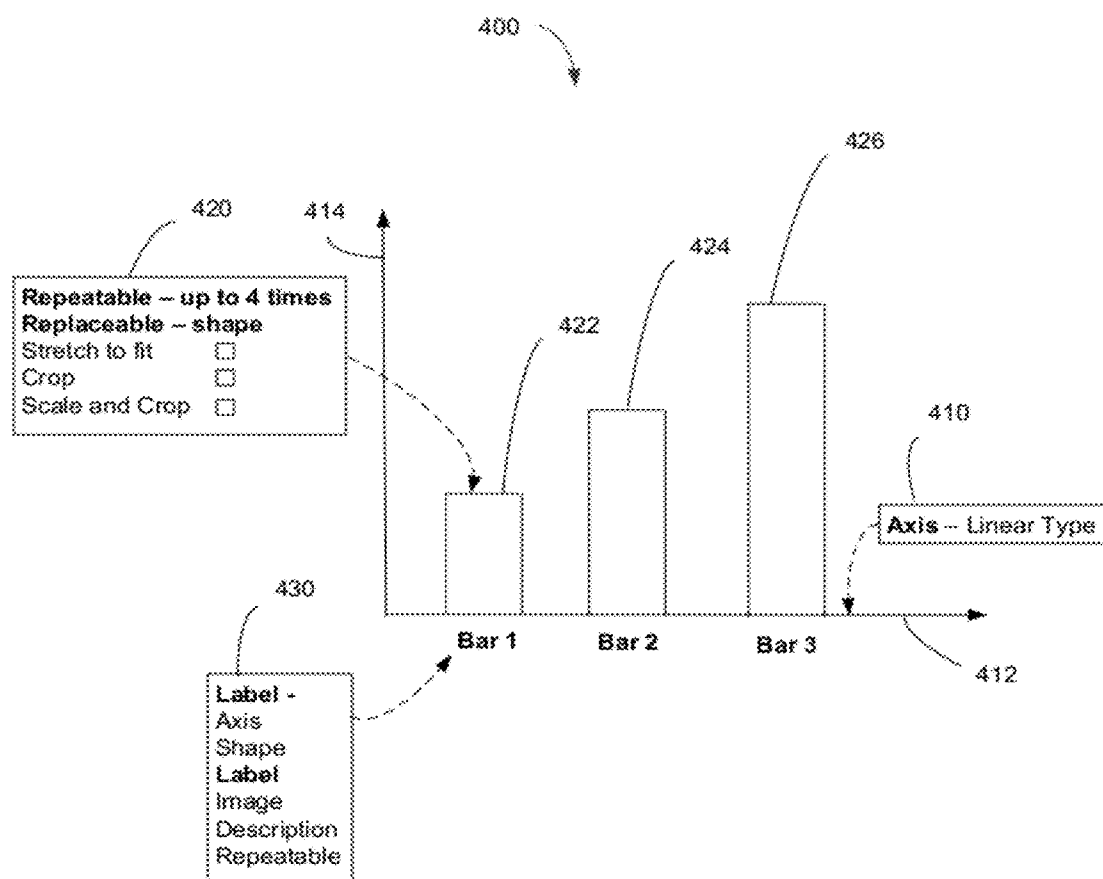 400
426
420
414
424
Repeatable – up to 4 times
Replaceable – shape
Stretch to fit
Crop
Scale and Crop
422
410
Axis – Linear Type
430
Bar 1
Bar 2
Bar 3
412
Label -
Axis
Shape
Label
Image
Description
Repeatable